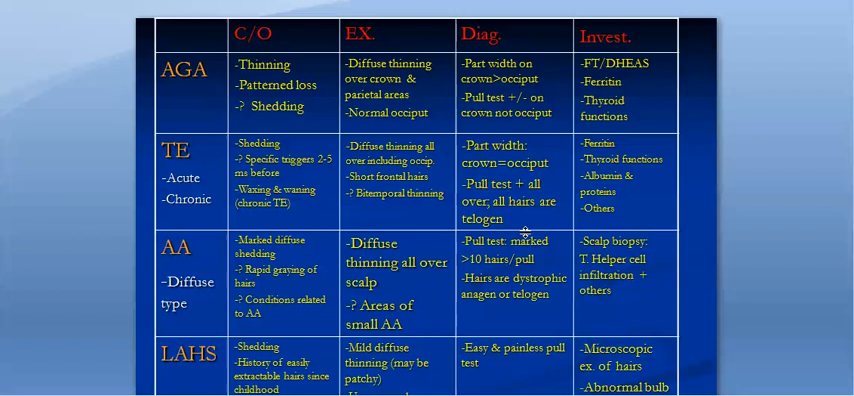 C/O
EX.
Diag.
Invest.
AGA
-Thinning
-Patterned loss
-? Shedding
-Diffuse thinning
over crown &
parietal areas
-Normal occiput
-Part width on
crown>occiput
-Pull test +/- on
crown not occiput
-FT/DHEAS
-Ferritin
-Thyroid
functions
TE
-Acute
-Chronic
-Shedding
-? Specific triggers 2-5
ms before
-Waxing & waning
(chronic TE)
-Diffuse thinning all
over including occip.
-Short frontal hairs
-? Bitemporal thinning
-Part width:
crown=occiput
-Pull test + all
over; all hairs are
telogen
-Ferritin
-Thyroid functions
-Albumin &
proteins
-Others
AA
-Diffuse
type
-Marked diffuse
shedding
-? Rapid graying of
hairs
-? Conditions related
to AA
-Diffuse
thinning all over
scalp
-? Areas of
small AA
-Pull test: marked
>10 hairs/pull
-Hairs are dystrophic
anagen or telogen
-Scalp biopsy:
T. Helper cell
infiltration +
others
LAHS
-Shedding
-History of easily
extractable hairs since
childhood
-Mild diffuse
thinning (may be
patchy)
-Easy & painless pull
test
-Microscopic
ex. of hairs
-Abnormal bulb